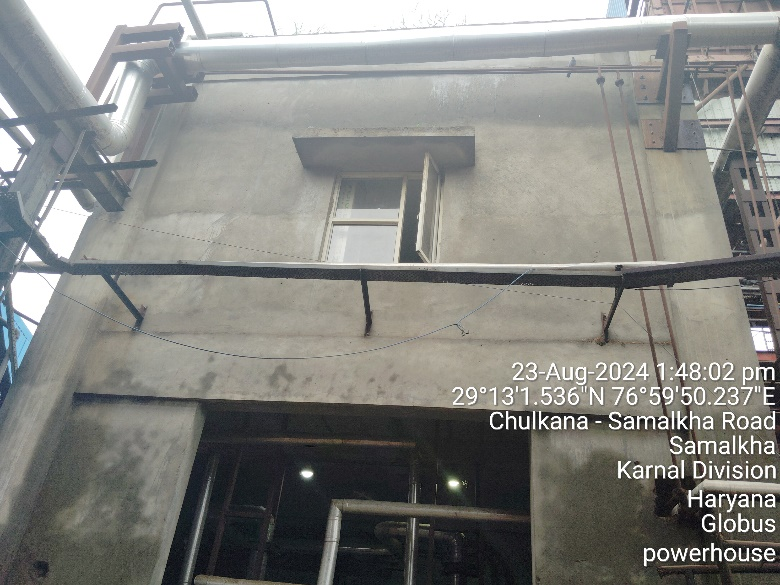 23-Aug-2024 1:48:02 pm
29°13'1.536"N 76°59'50.237"E
Chulkana - Samalkha Road
Samalkha
Karnal Division
Haryana
Globus
powerhouse